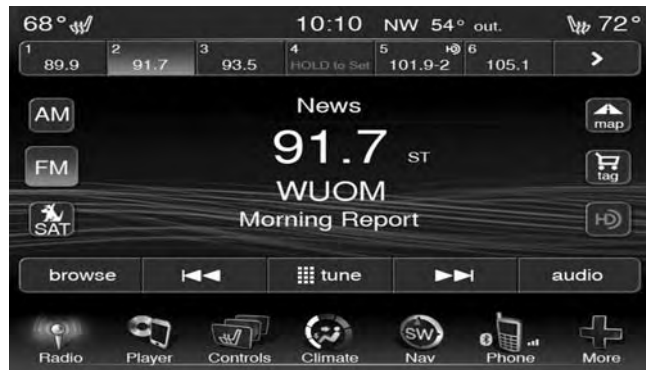 68° 10:10 NW 54° out. 72°
1 89.9 2 91.7 3 93.5 4 HOLD to Set 5 101.9-2 HD 6 105.1 >
AM News map
91.7 ST
FM tag
WUOM
SAT Morning Report HD
browse tune audio
SW
Radio Player Controls Climate Nav Phone More